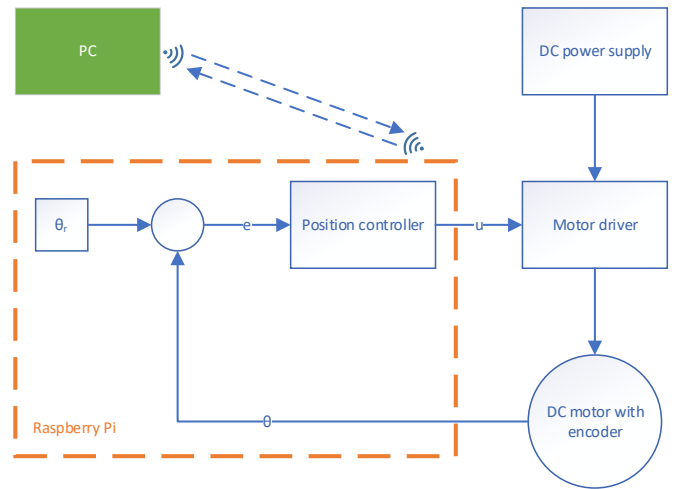 PC
DC power supply
θr
e
Position controller
u
Motor driver
θ
DC motor with
encoder
Raspberry Pi